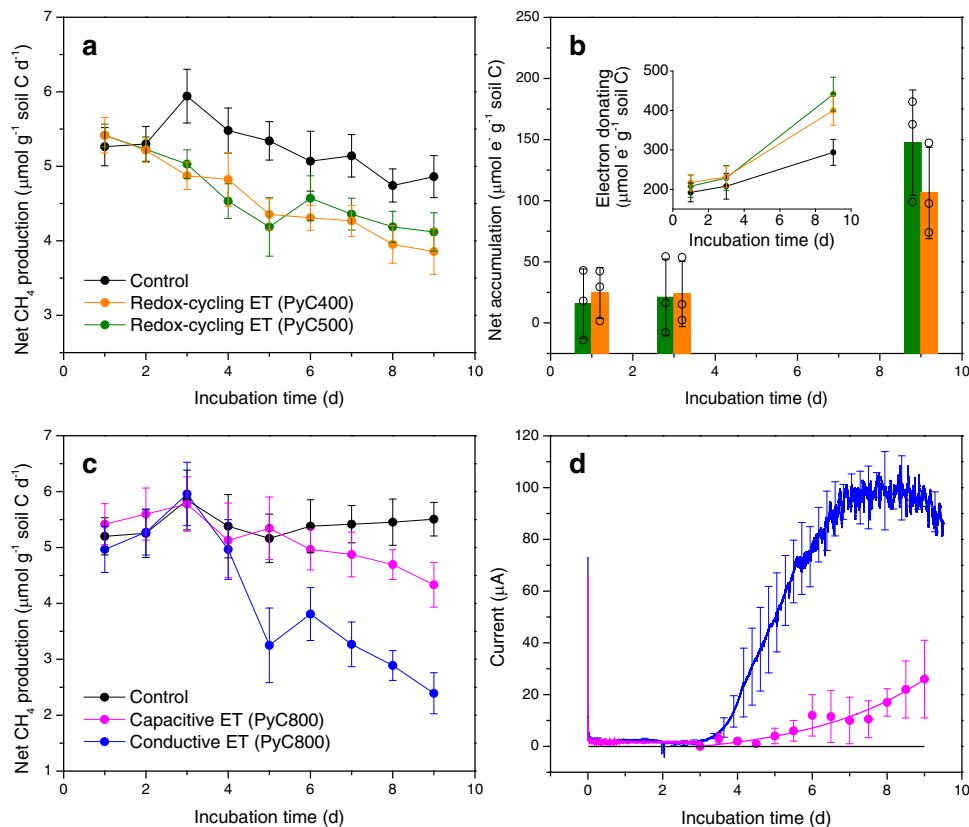 a
Net CH4 production (μmol g-1 soil C d-1)
7
6
5
4
3
Control
Redox-cycling ET (PyC400)
Redox-cycling ET (PyC500)
0 2 4 6 8 10
Incubation time (d)
b
Net accumulation (μmol e- g-1 soil C)
250
225
200
175
150
125
100
75
50
25
0
Electron donating
(μmol e- g-1 soil C)
500
400
300
200
0 2 4 6 8 10
Incubation time (d)
0 2 4 6 8 10
Incubation time (d)
c
Net CH4 production (μmol g-1 soil C d-1)
7
6
5
4
3
2
1
Control
Capacitive ET (PyC800)
Conductive ET (PyC800)
0 2 4 6 8 10
Incubation time (d)
d
Current (μA)
120
100
80
60
40
20
0
0 2 4 6 8 10
Incubation time (d)